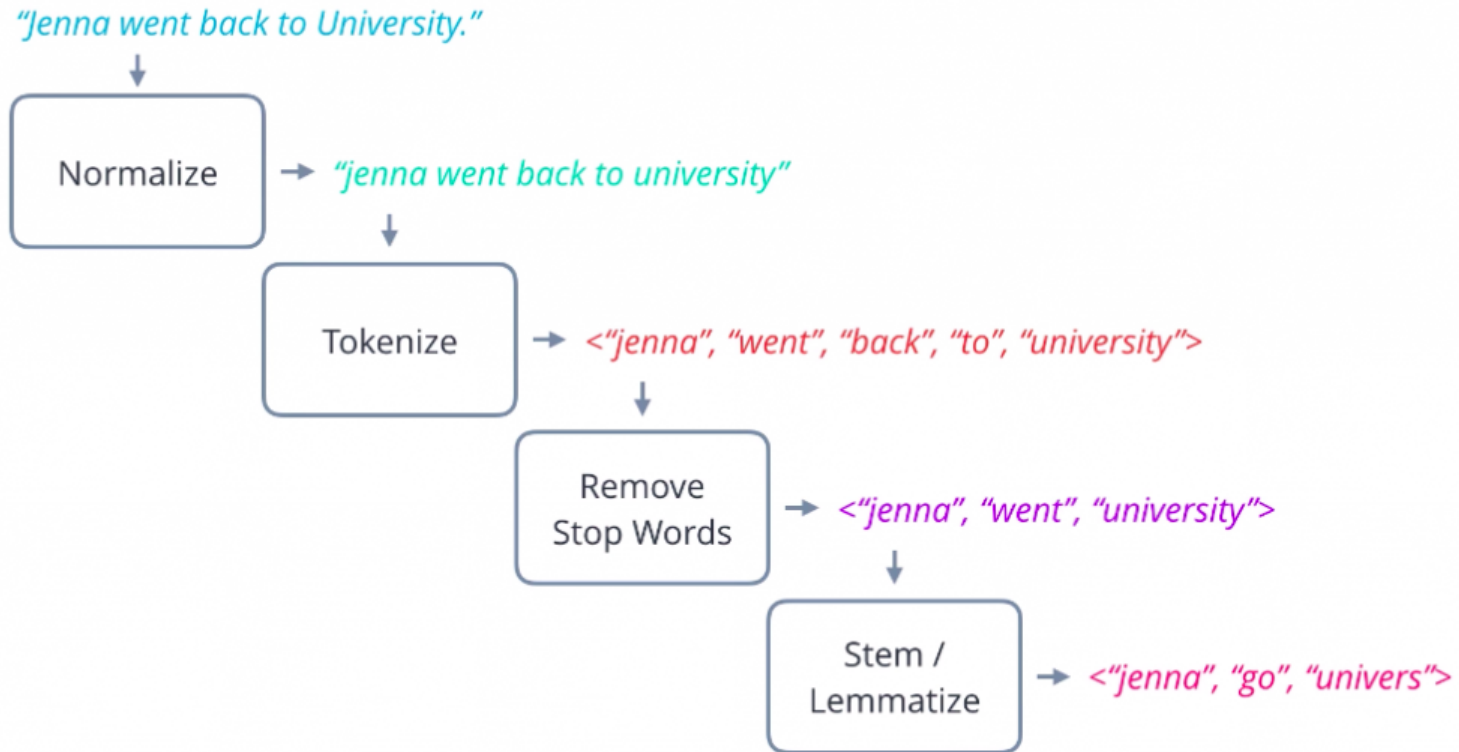 “Jenna went back to University.”
Normalize
“jenna went back to university”
Tokenize
<“jenna”, “went”, “back”, “to”, “university”>
Remove
Stop Words
<“jenna”, “went”, “university”>
Stem /
Lemmatize
<“jenna”, “go”, “univers”>